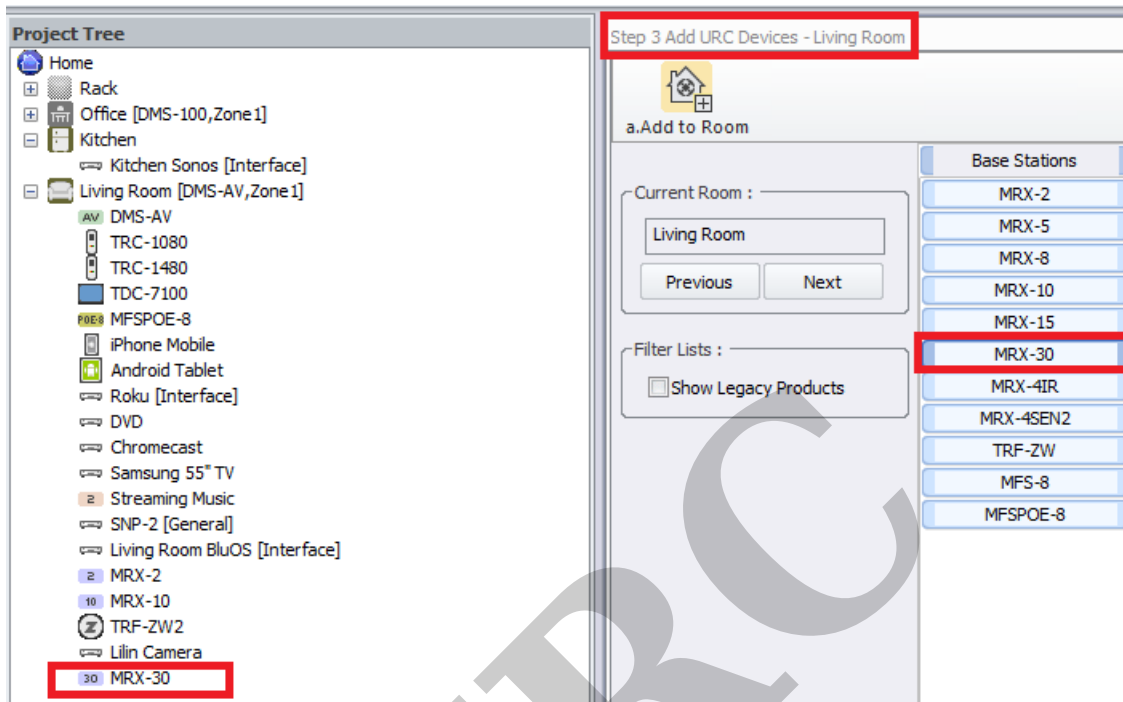 Project Tree
Home
Rack
Office [DMS-100,Zone1]
Kitchen
Kitchen Sonos [Interface]
Living Room [DMS-AV,Zone1]
AV DMS-AV
TRC-1080
TRC-1480
TDC-7100
POE8 MFSPOE-8
iPhone Mobile
Android Tablet
Roku [Interface]
DVD
Chromecast
Samsung 55" TV
2 Streaming Music
SNP-2 [General]
Living Room BluOS [Interface]
2 MRX-2
10 MRX-10
Z TRF-ZW2
Lilin Camera
30 MRX-30
Step 3 Add URC Devices - Living Room
a.Add to Room
Current Room :
Living Room
Previous Next
Filter Lists :
Show Legacy Products
Base Stations
MRX-2
MRX-5
MRX-8
MRX-10
MRX-15
MRX-30
MRX-4IR
MRX-4SEN2
TRF-ZW
MFS-8
MFSPOE-8
RC